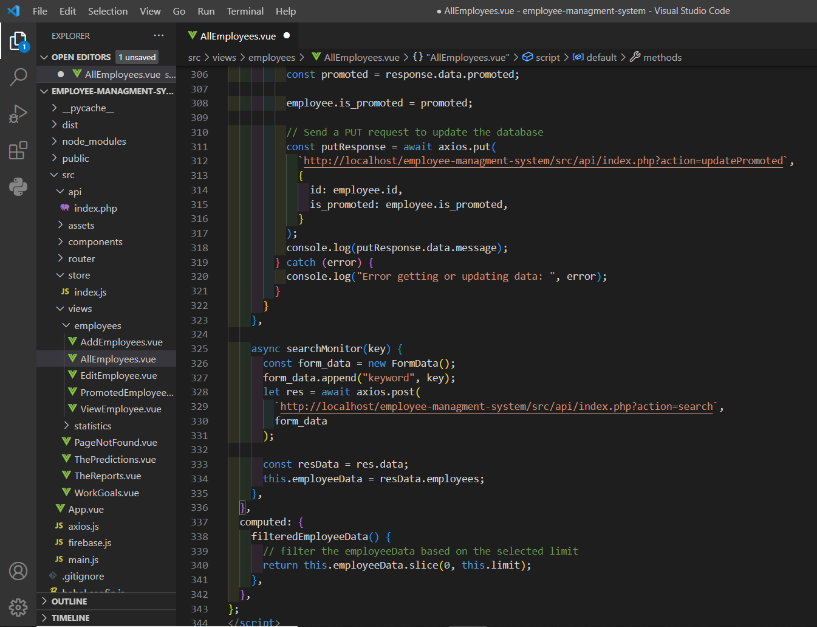 File Edit Selection View Go Run Terminal Help
● AllEmployees.vue - employee-managment-system - Visual Studio Code
EXPLORER ...
OPEN EDITORS 1 unsaved
● AllEmployees.vue s...
EMPLOYEE-MANAGMENT-SY...
__pycache__
dist
node_modules
public
src
api
index.php
assets
components
router
store
JS index.js
views
employees
AddEmployees.vue
AllEmployees.vue
EditEmployee.vue
PromotedEmployee...
ViewEmployee.vue
statistics
PageNotFound.vue
ThePredictions.vue
TheReports.vue
WorkGoals.vue
App.vue
JS axios.js
JS firebase.js
JS main.js
.gitignore
OUTLINE
TIMELINE
1
AllEmployees.vue ●
src > views > employees > AllEmployees.vue > {} "AllEmployees.vue" > script > default > methods
306 const promoted = response.data.promoted;
307
308 employee.is_promoted = promoted;
309
310 // Send a PUT request to update the database
311 const putResponse = await axios.put(
312 `http://localhost/employee-managment-system/src/api/index.php?action=updatePromoted`,
313 {
314 id: employee.id,
315 is_promoted: employee.is_promoted,
316 }
317 );
318 console.log(putResponse.data.message);
319 } catch (error) {
320 console.log("Error getting or updating data: ", error);
321 }
322 }
323 },
324
325 async searchMonitor(key) {
326 const form_data = new FormData();
327 form_data.append("keyword", key);
328 let res = await axios.post(
329 `http://localhost/employee-managment-system/src/api/index.php?action=search`,
330 form_data
331 );
332
333 const resData = res.data;
334 this.employeeData = resData.employees;
335 },
336 },
337 computed: {
338 filteredEmployeeData() {
339 // filter the employeeData based on the selected limit
340 return this.employeeData.slice(0, this.limit);
341 },
342 },
343 };
344 </script>